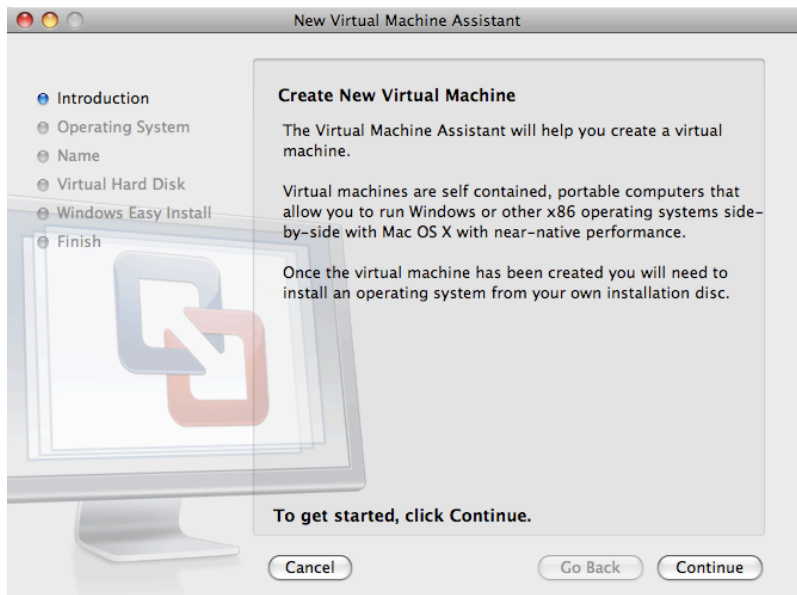 New Virtual Machine Assistant
Introduction
Operating System
Name
Virtual Hard Disk
Windows Easy Install
Finish
Create New Virtual Machine
The Virtual Machine Assistant will help you create a virtual
machine.
Virtual machines are self contained, portable computers that
allow you to run Windows or other x86 operating systems side-
by-side with Mac OS X with near-native performance.
Once the virtual machine has been created you will need to
install an operating system from your own installation disc.
To get started, click Continue.
Cancel
Go Back
Continue